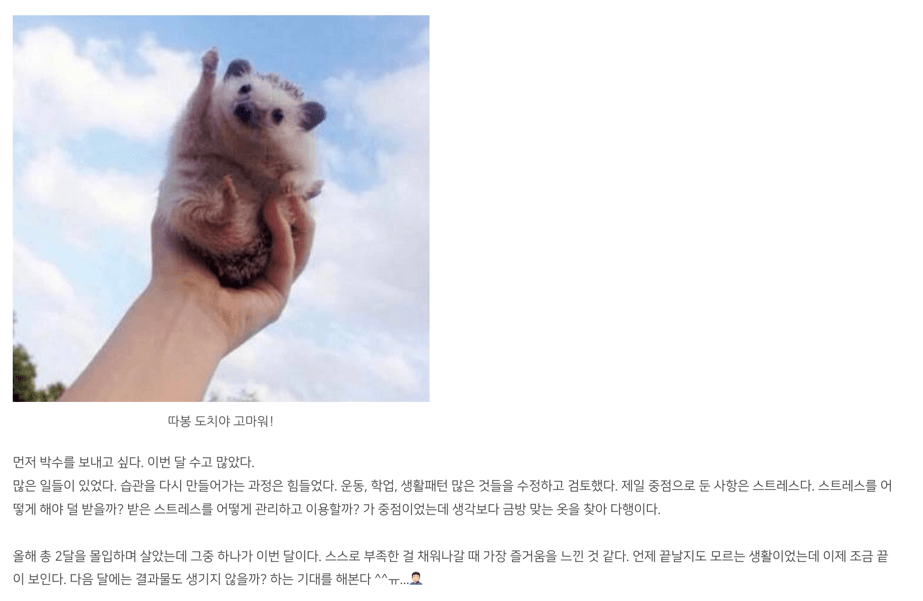 따봉 도치야 고마워!
먼저 박수를 보내고 싶다. 이번 달 수고 많았다.
많은 일들이 있었다. 습관을 다시 만들어가는 과정은 힘들었다. 운동, 학업, 생활패턴 많은 것들을 수정하고 검토했다. 제일 중점으로 둔 사항은 스트레스다. 스트레스를 어
떻게 해야 덜 받을까? 받은 스트레스를 어떻게 관리하고 이용할까? 가 중점이었는데 생각보다 금방 맞는 옷을 찾아 다행이다.
올해 총 2달을 몰입하며 살았는데 그중 하나가 이번 달이다. 스스로 부족한 걸 채워나갈 때 가장 즐거움을 느낀 것 같다. 언제 끝날지도 모르는 생활이었는데 이제 조금 끝
이 보인다. 다음 달에는 결과물도 생기지 않을까? 하는 기대를 해본다 ^^ㅠ...🤦🏻‍♂️